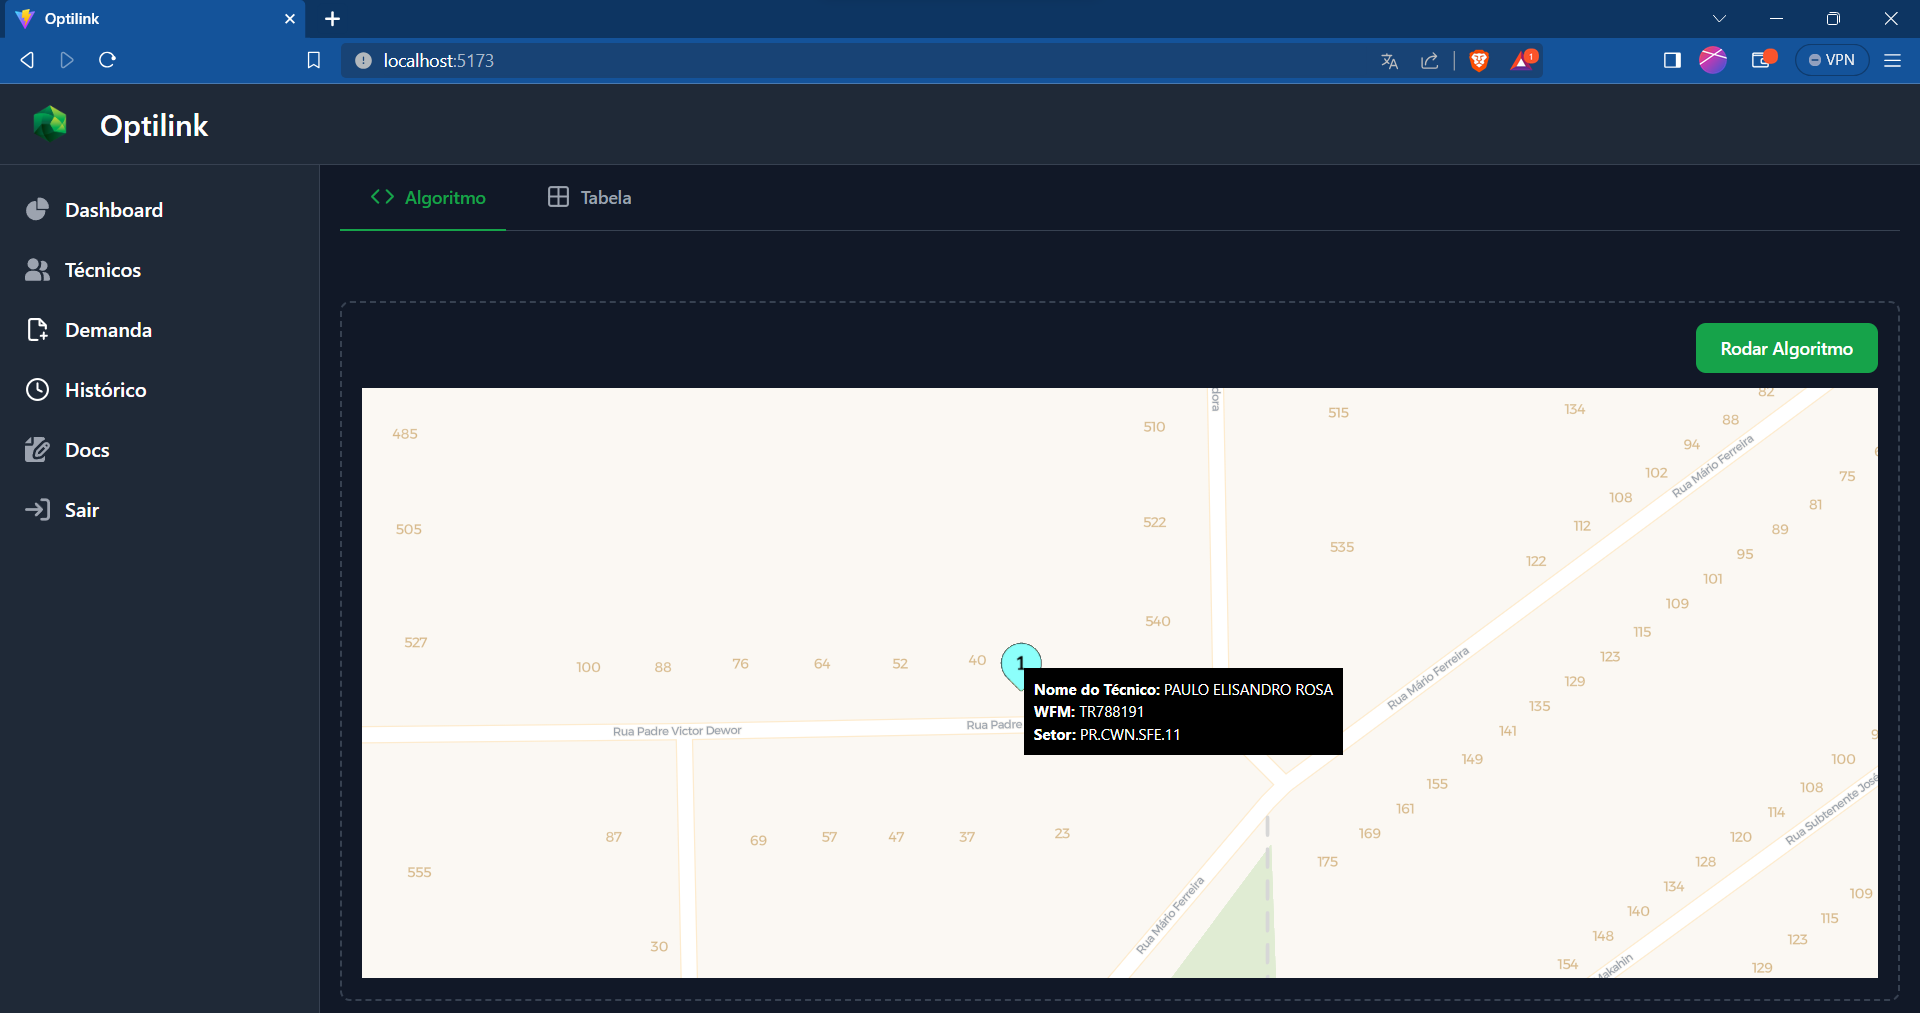 Optilink
localhost:5173
1
VPN
Optilink
Dashboard
Técnicos
Demanda
Histórico
Docs
Sair
Algoritmo
Tabela
Rodar Algoritmo
485
505
527
555
100
88
76
64
52
40
510
522
540
dora
515
535
134
82
88
94
102
108
112
122
Rua Mário Ferreira
75
81
89
95
101
109
115
123
129
135
141
149
155
161
169
175
Rua Mário Ferreira
1
Nome do Técnico: PAULO ELISANDRO ROSA
WFM: TR788191
Setor: PR.CWN.SFE.11
Rua Padre Victor Dewor
Rua Padre
87
69
57
47
37
23
30
Rua Mário Ferreira
100
108
114
120
128
134
140
148
154
Rua Subtenente José
Makahin
109
115
123
129